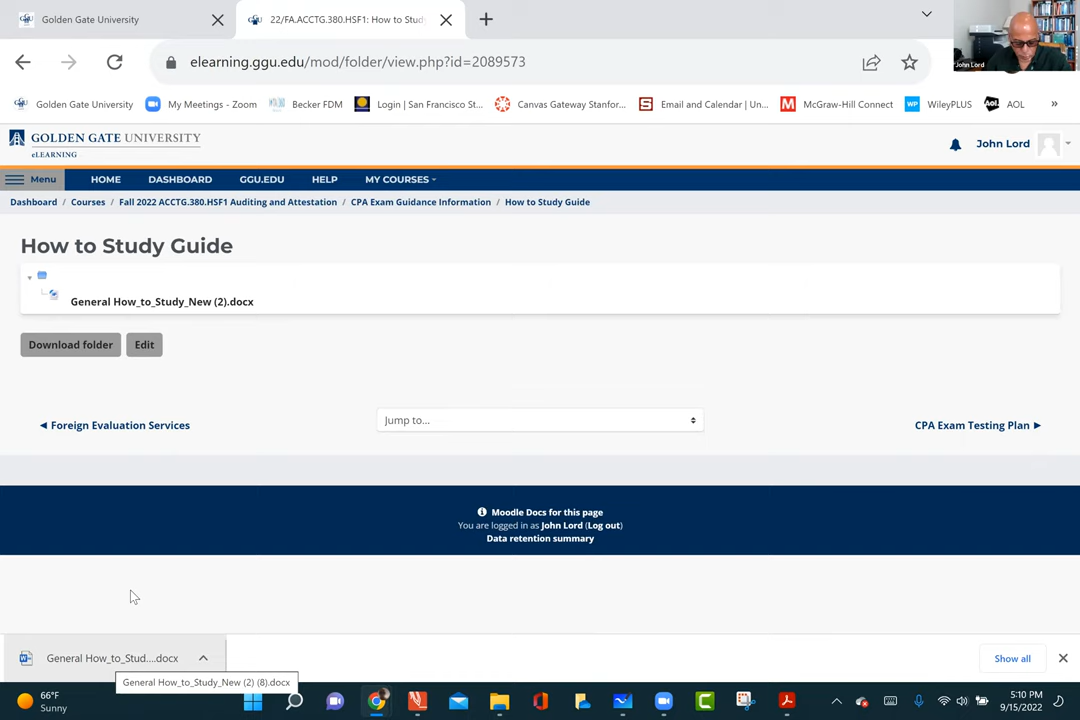 Golden Gate University
22/FA.ACCTG.380.HSF1: How to Stud
elearning.ggu.edu/mod/folder/view.php?id=2089573
John Lord
Golden Gate University
My Meetings - Zoom
Becker FDM
Login | San Francisco St...
Canvas Gateway Stanfor...
Email and Calendar | Un...
McGraw-Hill Connect
WileyPLUS
AOL
GOLDEN GATE UNIVERSITY
eLEARNING
John Lord
Menu
HOME
DASHBOARD
GGU.EDU
HELP
MY COURSES
Dashboard / Courses / Fall 2022 ACCTG.380.HSF1 Auditing and Attestation / CPA Exam Guidance Information / How to Study Guide
How to Study Guide
General How_to_Study_New (2).docx
Download folder
Edit
◄ Foreign Evaluation Services
Jump to...
CPA Exam Testing Plan ►
Moodle Docs for this page
You are logged in as John Lord (Log out)
Data retention summary
General How_to_Stud....docx
Show all
General How_to_Study_New (2) (8).docx
66°F
Sunny
5:10 PM
9/15/2022